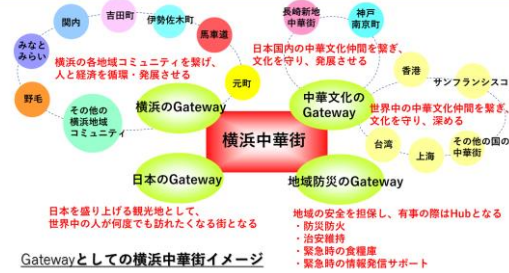 関内
吉田町
伊勢佐木町
馬車道
元町
みなと
みらい
野毛
その他の
横浜地域
コミュニティ
横浜の各地域コミュニティを繋げ、
人と経済を循環・発展させる
横浜のGateway
長崎新地
中華街
神戸
南京町
日本国内の中華文化仲間を繋ぎ、
文化を守り、発展させる
中華文化の
Gateway
香港
サンフランシスコ
世界中の中華文化仲間を繋ぎ、
文化を守り、深める
台湾
上海
その他の国の
中華街
横浜中華街
日本のGateway
日本を盛り上げる観光地として、
世界中の人が何度でも訪れたくなる街となる
地域防災のGateway
地域の安全を担保し、有事の際はHubとなる
・防災防火
・治安維持
・緊急時の食糧庫
・緊急時の情報発信サポート
Gatewayとしての横浜中華街イメージ